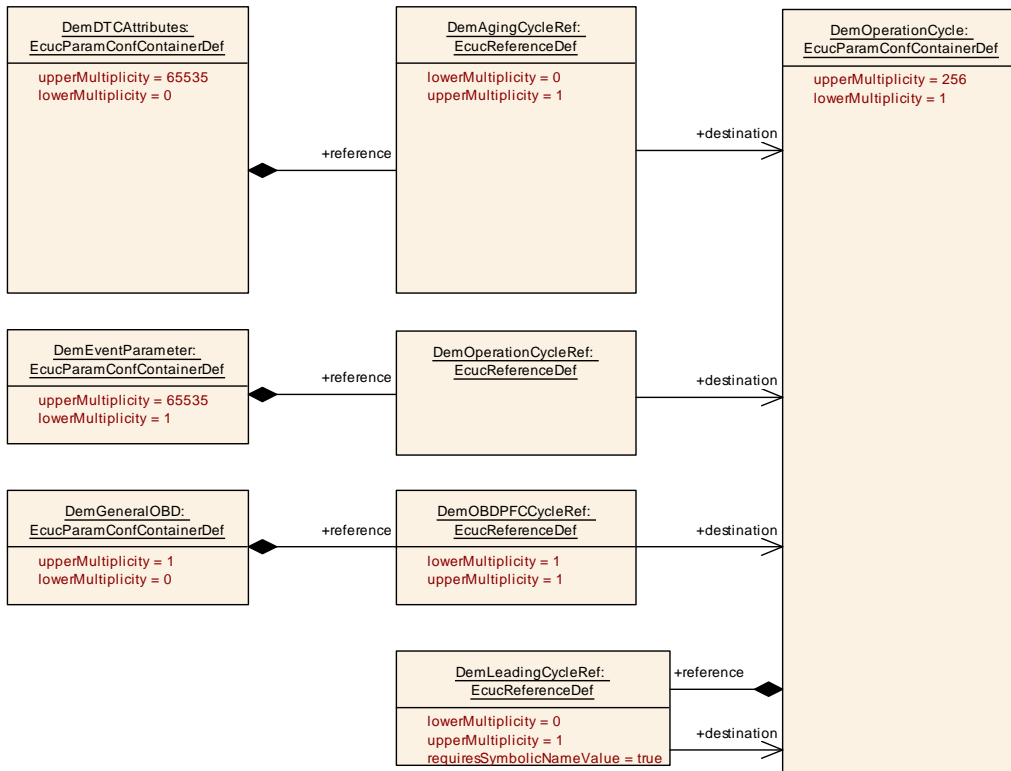 DemDTCAttributes:
EcucParamConfContainerDef
upperMultiplicity = 65535
lowerMultiplicity = 0
+reference
DemAgingCycleRef:
EcucReferenceDef
lowerMultiplicity = 0
upperMultiplicity = 1
+destination
DemOperationCycle:
EcucParamConfContainerDef
upperMultiplicity = 256
lowerMultiplicity = 1
DemEventParameter:
EcucParamConfContainerDef
upperMultiplicity = 65535
lowerMultiplicity = 1
+reference
DemOperationCycleRef:
EcucReferenceDef
+destination
DemGeneralOBD:
EcucParamConfContainerDef
upperMultiplicity = 1
lowerMultiplicity = 0
+reference
DemOBDPFCCycleRef:
EcucReferenceDef
lowerMultiplicity = 1
upperMultiplicity = 1
+destination
DemLeadingCycleRef:
EcucReferenceDef
lowerMultiplicity = 0
upperMultiplicity = 1
requiresSymbolicNameValue = true
+reference
+destination